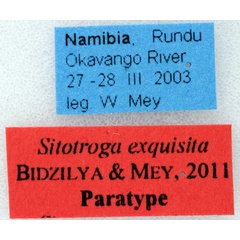 Namibia, Rundu
Okavango River
27-28 III 2003
leg W Mey
Sitotroga exquisita
BIDZILYA & MEY, 2011
Paratype